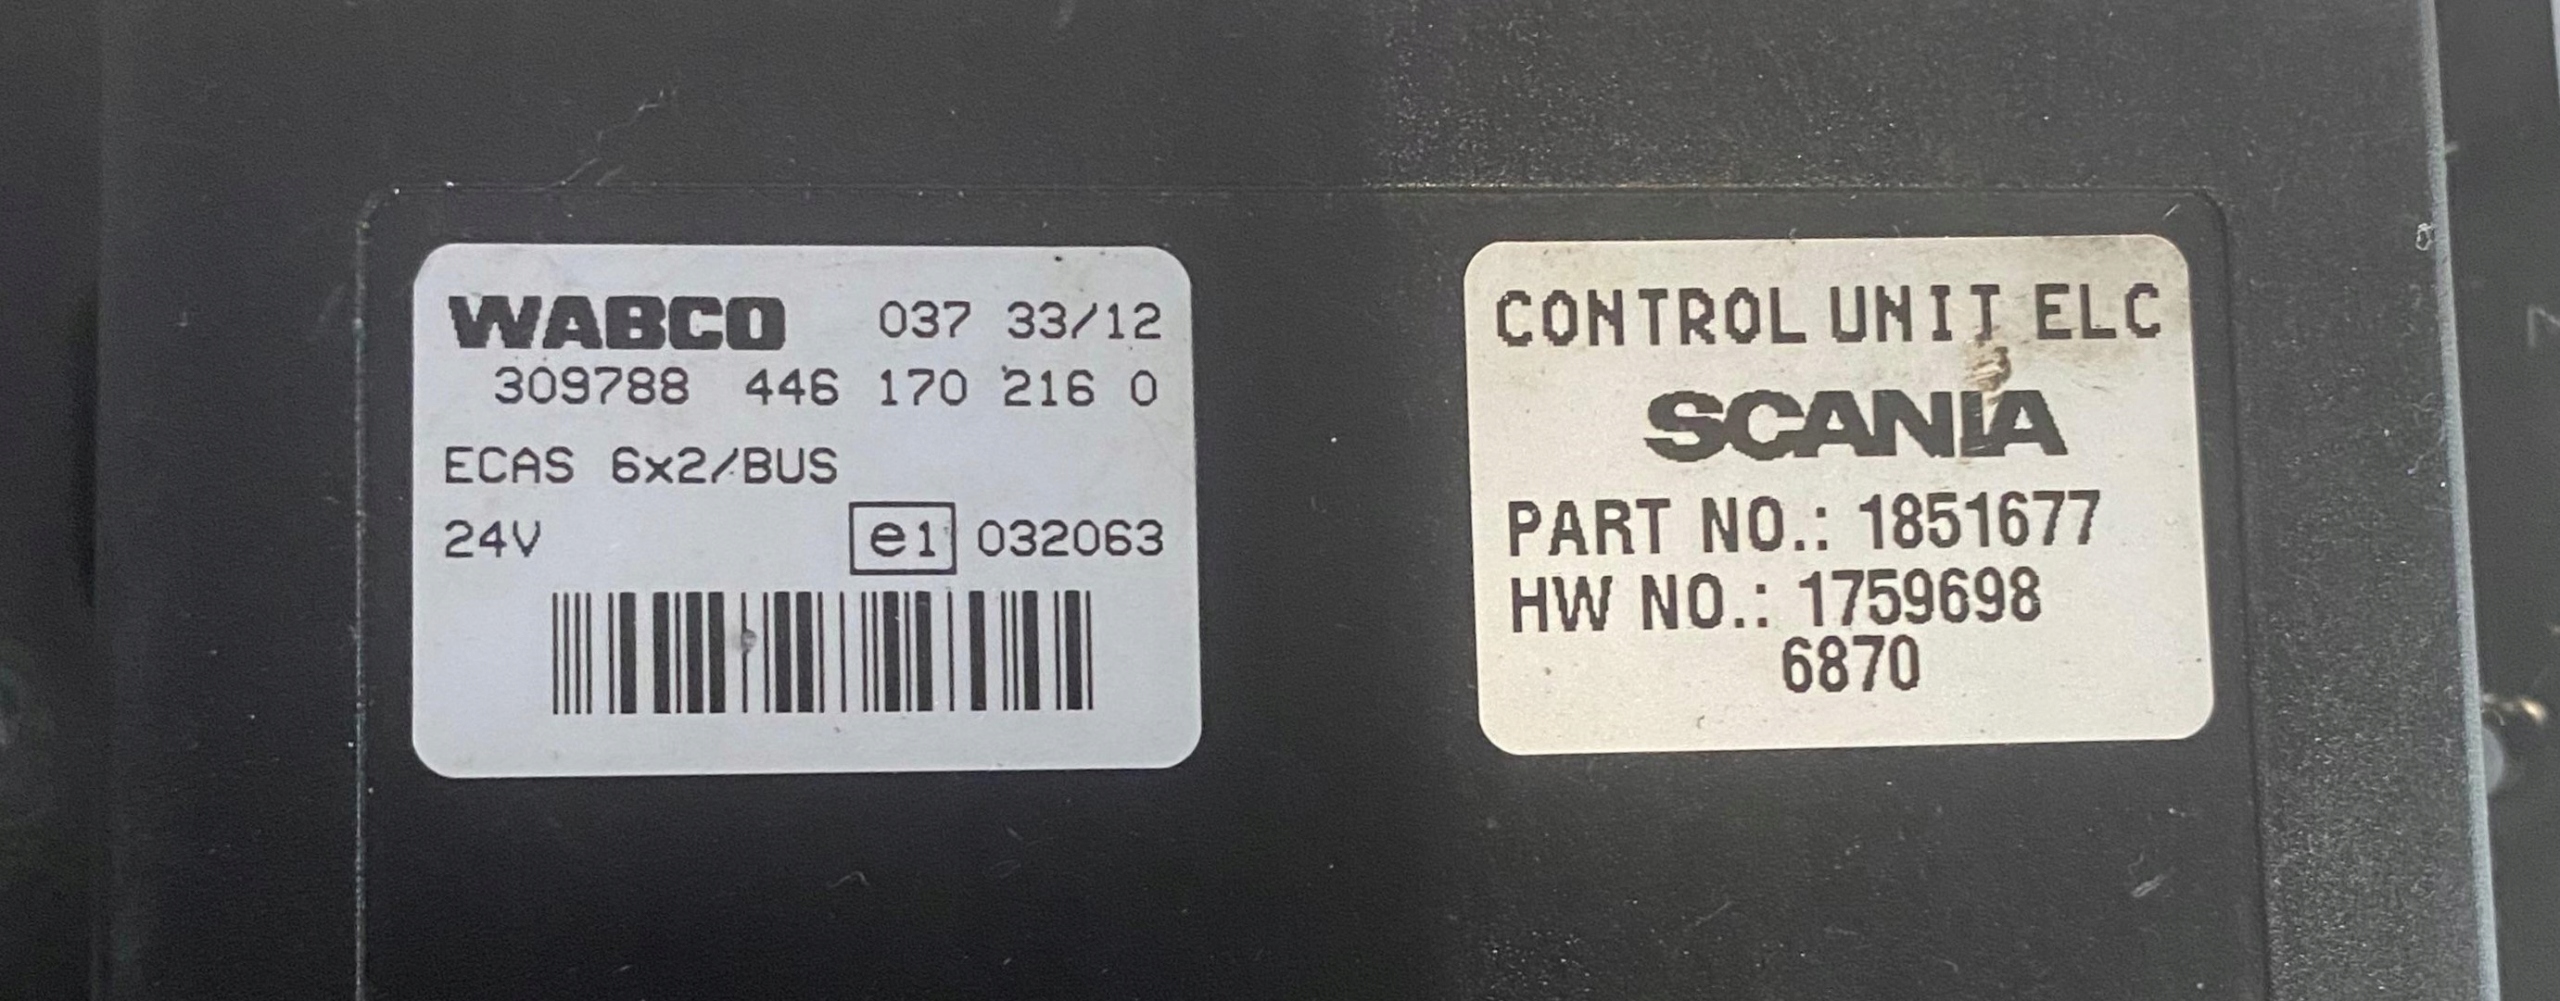 WABCO 037 33/12
309788 446 170 216 0
ECAS 6x2/BUS
24V e1 032063
CONTROL UNIT ELC
SCANIA
PART NO.: 1851677
HW NO.: 1759698
6870